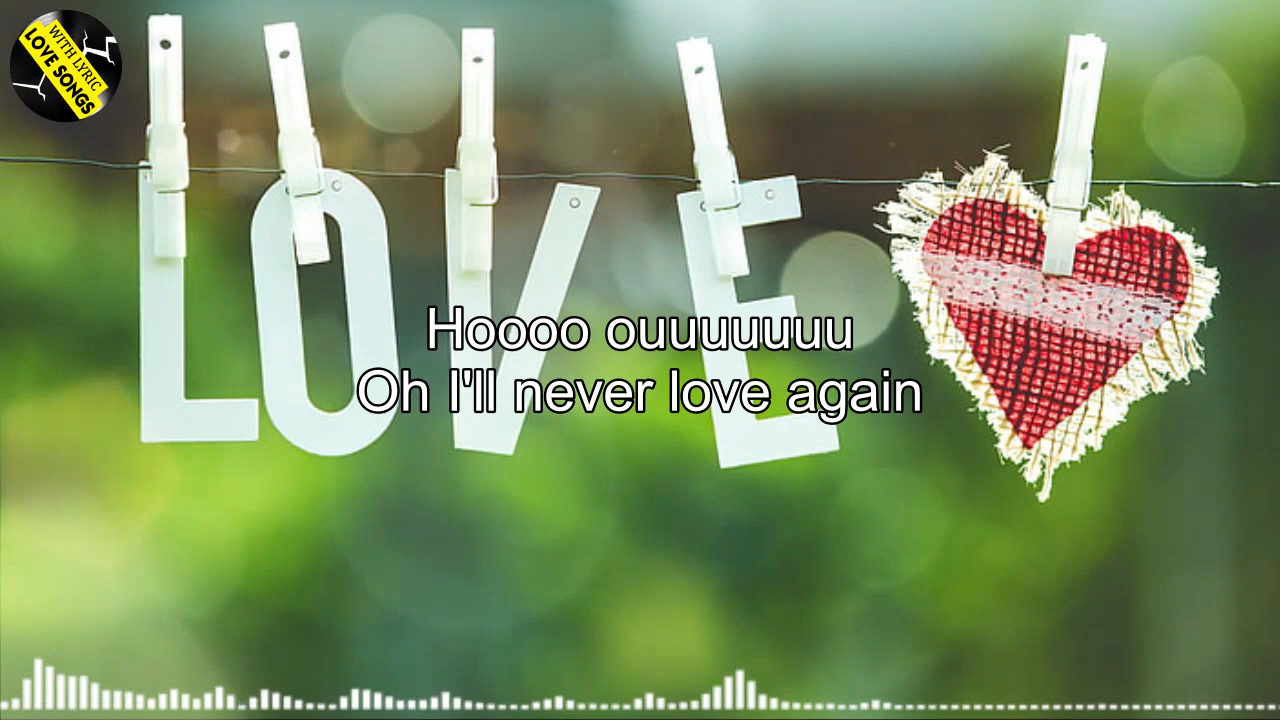 WITH LYRIC
LOVE SONGS
LOVE
Hoooo ouuuuuuu
Oh I'll never love again